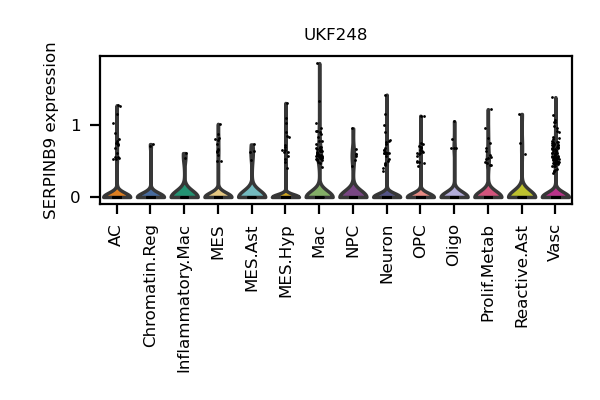 UKF248
SERPINB9 expression
1
0
AC
Chromatin.Reg
Inflammatory.Mac
MES
MES.Ast
MES.Hyp
Mac
NPC
Neuron
OPC
Oligo
Prolif.Metab
Reactive.Ast
Vasc